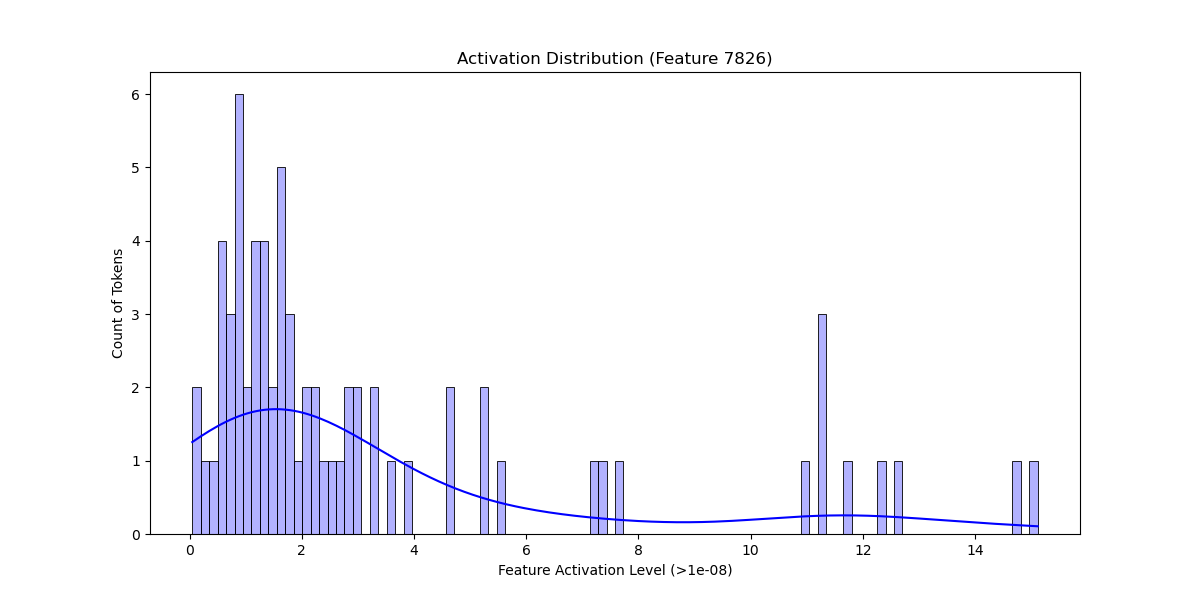 Activation Distribution (Feature 7826)
Count of Tokens
6
5
4
3
2
1
0
0 2 4 6 8 10 12 14
Feature Activation Level (>1e-08)